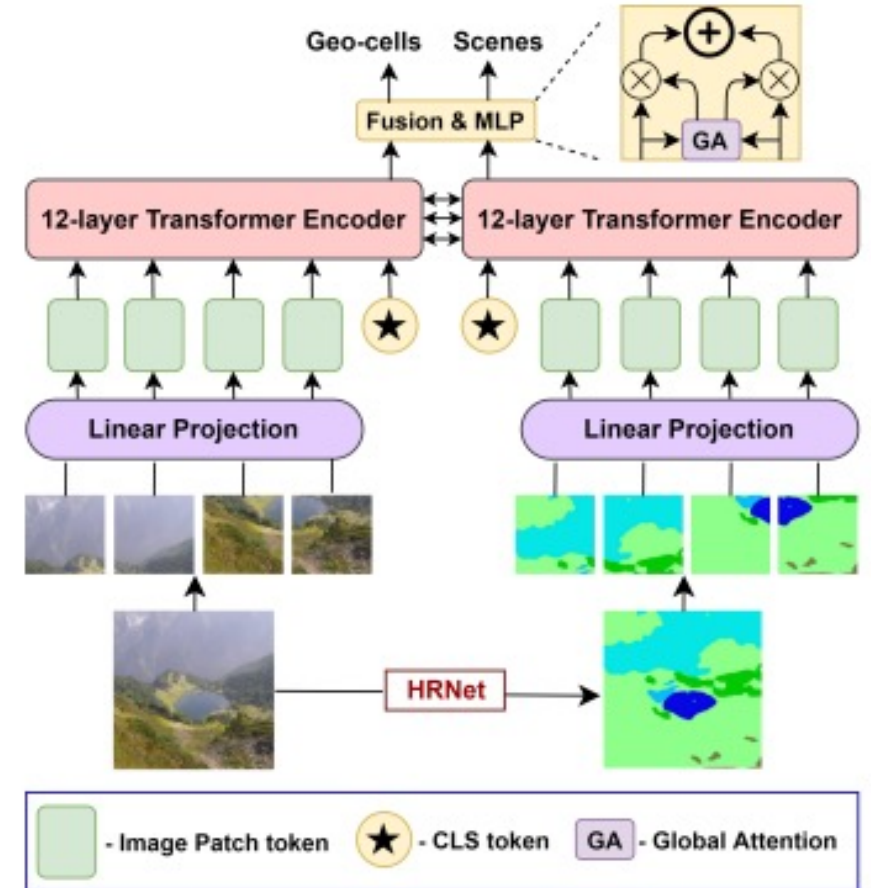 Geo-cells Scenes
Fusion & MLP
GA
12-layer Transformer Encoder
12-layer Transformer Encoder
Linear Projection
Linear Projection
HRNet
- Image Patch token
- CLS token
GA - Global Attention